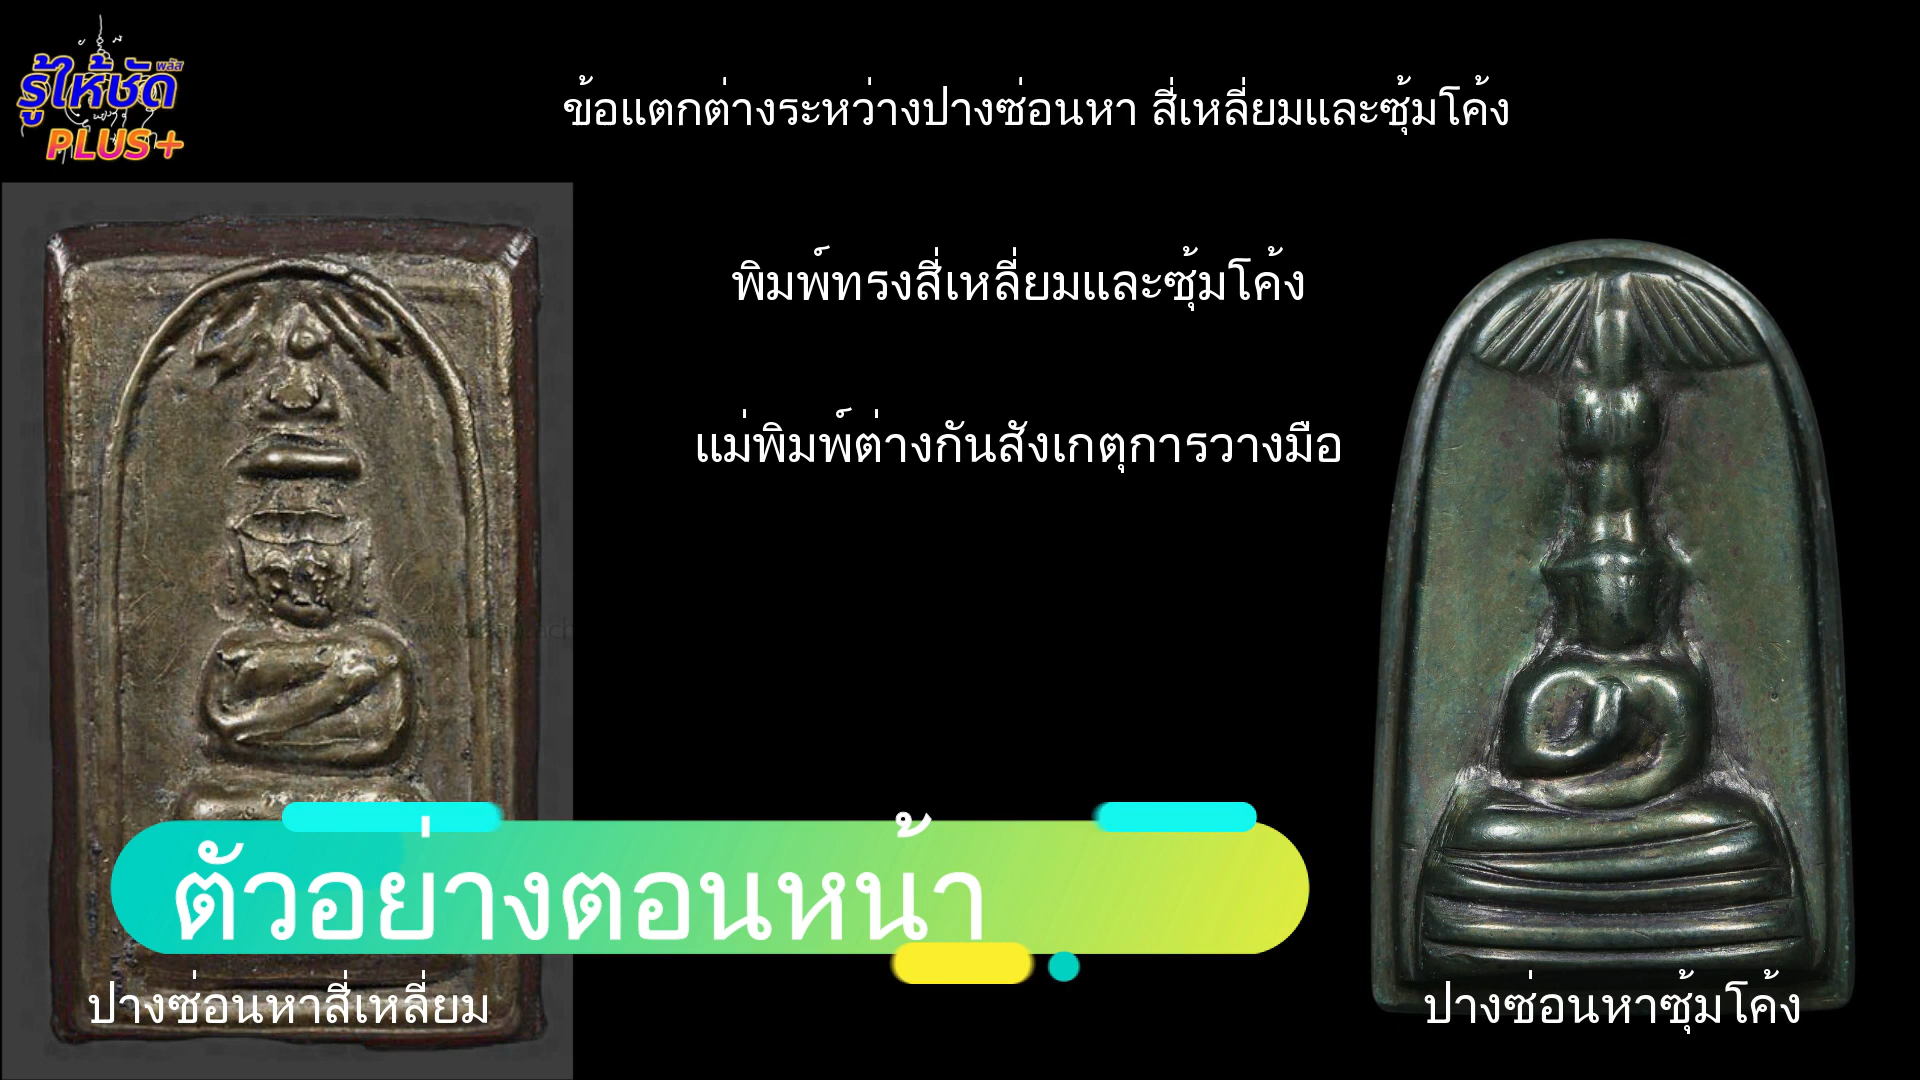 รู้ให้ชัด
พลัส
PLUS+
ข้อแตกต่างระหว่างปางซ่อนหา สี่เหลี่ยมและซุ้มโค้ง
พิมพ์ทรงสี่เหลี่ยมและซุ้มโค้ง
แม่พิมพ์ต่างกันสังเกตุการวางมือ
ตัวอย่างตอนหน้า
ปางซ่อนหาสี่เหลี่ยม
ปางซ่อนหาซุ้มโค้ง